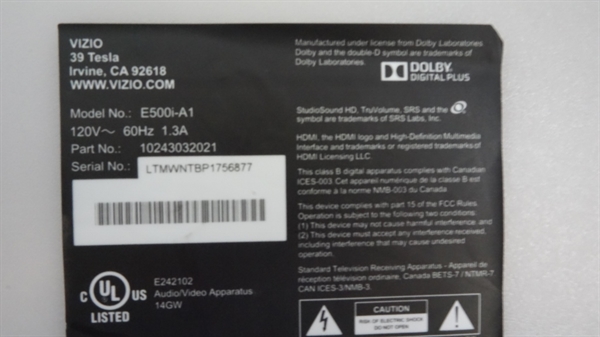 VIZIO
39 Tesla
Irvine, CA 92618
WWW.VIZIO.COM
Model No.: E500i-A1
120V~ 60Hz 1.3A
Part No.: 10243032021
Serial No.: LTMWNTBP1756877
C UL US
LISTED
E242102
Audio/Video Apparatus
14GW
Manufactured under license from Dolby Laboratories.
Dolby and the double-D symbol are trademarks of
Dolby Laboratories.
DOLBY
DIGITAL PLUS
StudioSound HD, TruVolume, SRS and the
symbol are trademarks of SRS Labs, Inc.
HDMI, the HDMI logo and High-Definition Multimedia
Interface and trademarks or registered trademarks of
HDMI Licensing LLC.
This class B digital apparatus complies with Canadian
ICES-003. Cet appareil numérique de la classe B est
conforme à la norme NMB-003 du Canada
This device complies with part 15 of the FCC Rules.
Operation is subject to the following two conditions:
(1) This device may not cause harmful interference, and
(2) This device must accept any interference received,
including interference that may cause undesired
operation.
Standard Television Receiving Apparatus - Appareil de
réception télévision ordinaire, Canada BETS-7 / NTMR-7
CAN ICES-3/NMB-3.
CAUTION
RISK OF ELECTRIC SHOCK
DO NOT OPEN